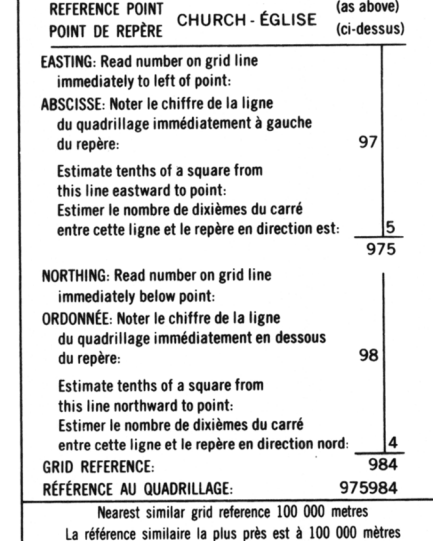 REFERENCE POINT CHURCH - ÉGLISE (as above)
POINT DE REPÈRE (ci-dessus)
EASTING: Read number on grid line
immediately to left of point:
ABSCISSE: Noter le chiffre de la ligne
du quadrillage immédiatement à gauche
du repère: 97
Estimate tenths of a square from
this line eastward to point:
Estimer le nombre de dixièmes du carré
entre cette ligne et le repère en direction est: 5
975
NORTHING: Read number on grid line
immediately below point:
ORDONNÉE: Noter le chiffre de la ligne
du quadrillage immédiatement en dessous
du repère: 98
Estimate tenths of a square from
this line northward to point:
Estimer le nombre de dixièmes du carré
entre cette ligne et le repère en direction nord: 4
GRID REFERENCE: 984
RÉFÉRENCE AU QUADRILLAGE: 975984
Nearest similar grid reference 100 000 metres
La référence similaire la plus près est à 100 000 mètres